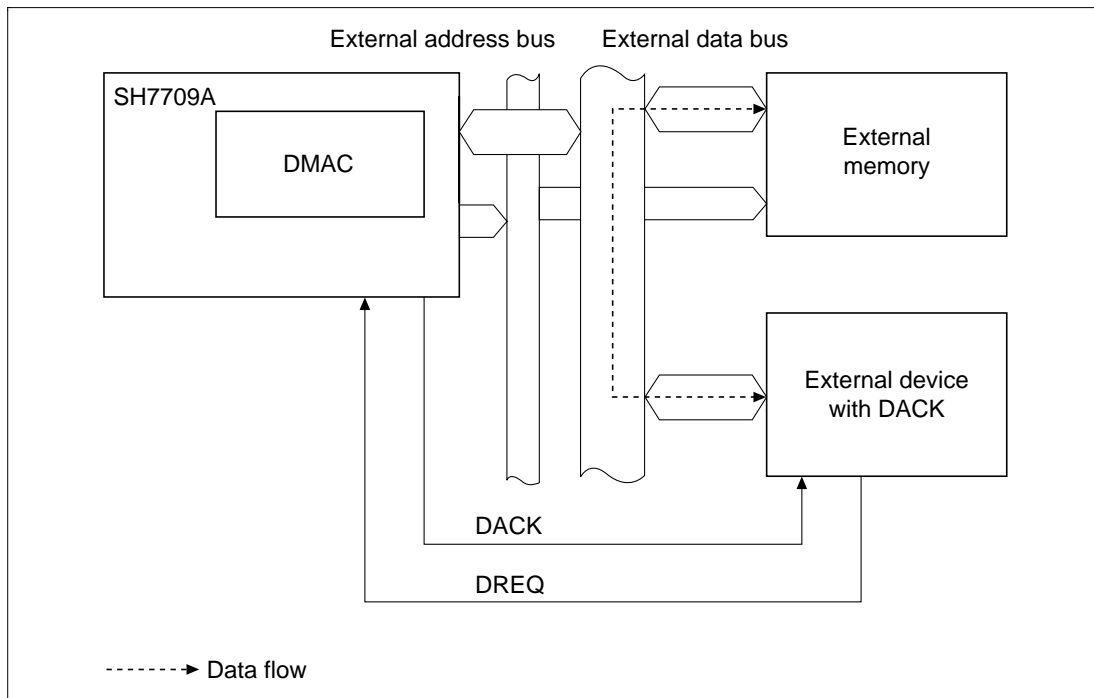 External address bus
External data bus
SH7709A
DMAC
External
memory
External device
with DACK
DACK
DREQ
Data flow